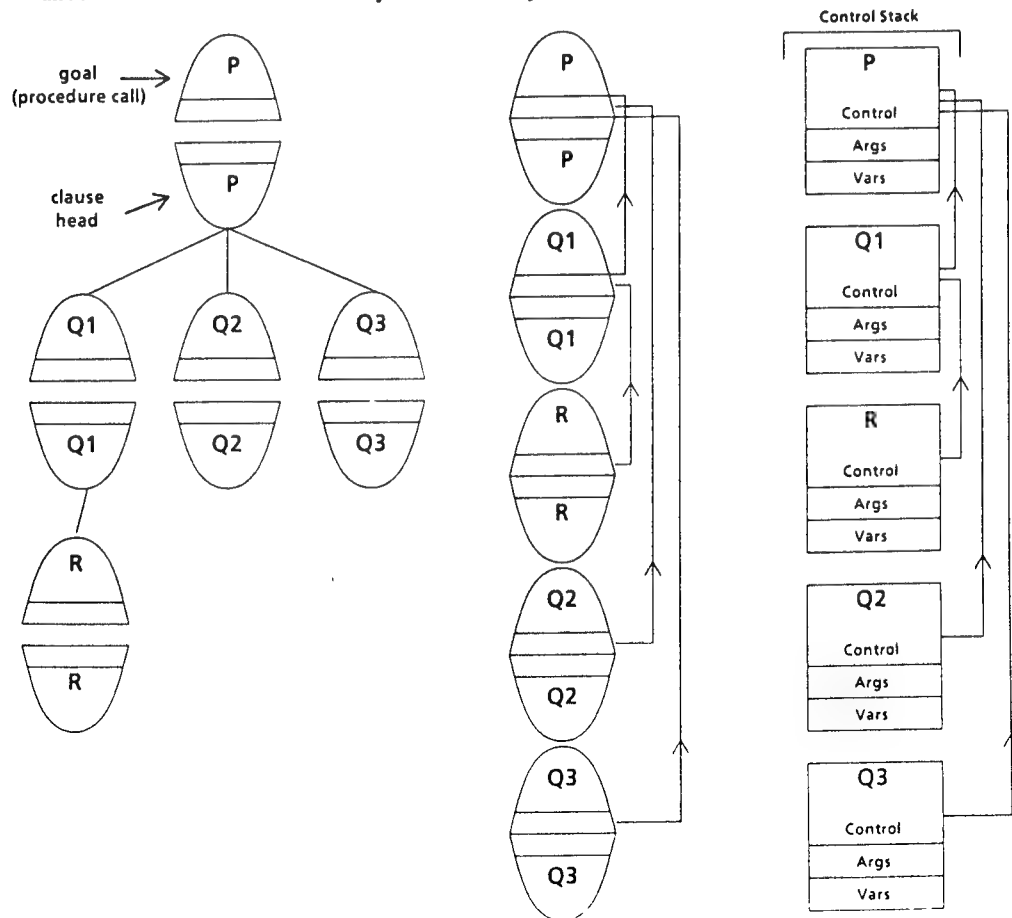 Control Stack
goal
(procedure call)
P
P
clause
head
Q1
Q2
Q3
Q1
Q2
Q3
R
R
P
P
Q1
Q1
R
R
Q2
Q2
Q3
Q3
P
Control
Args
Vars
Q1
Control
Args
Vars
R
Control
Args
Vars
Q2
Control
Args
Vars
Q3
Control
Args
Vars